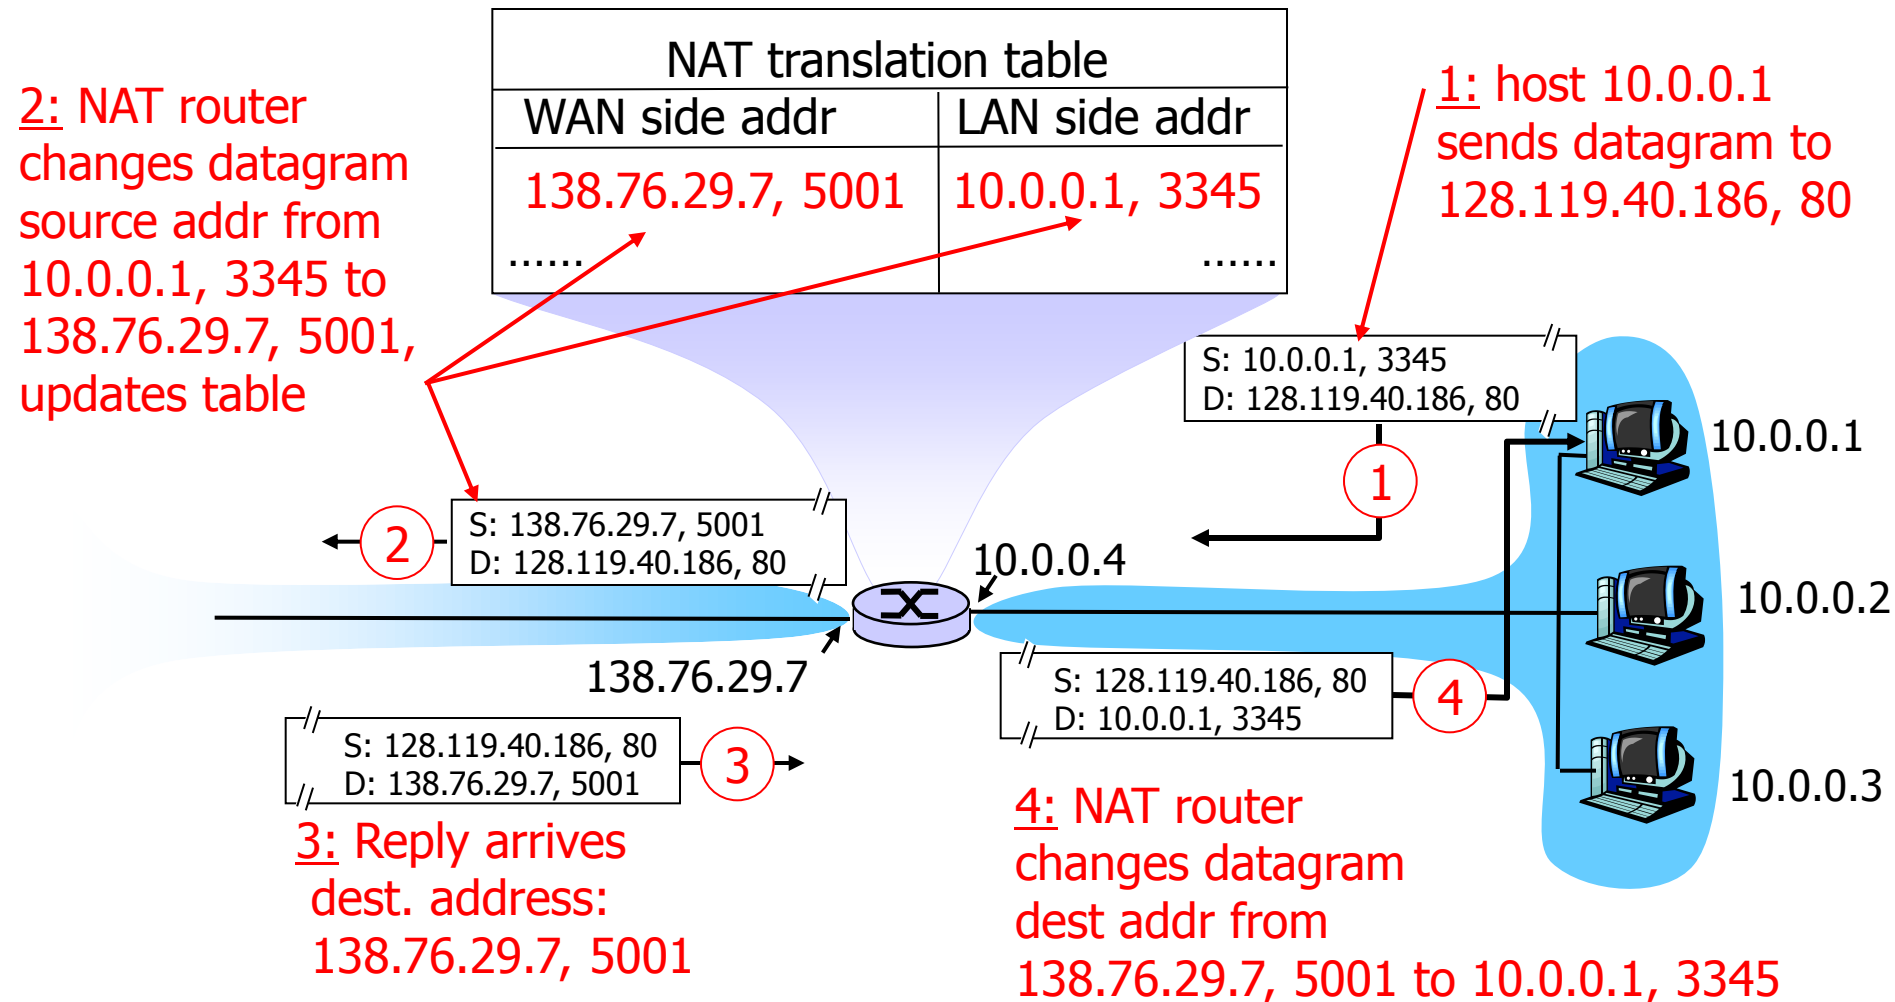 NAT translation table
WAN side addr LAN side addr
138.76.29.7, 5001 10.0.0.1, 3345
...... ......
2: NAT router
changes datagram
source addr from
10.0.0.1, 3345 to
138.76.29.7, 5001,
updates table
1: host 10.0.0.1
sends datagram to
128.119.40.186, 80
S: 10.0.0.1, 3345
D: 128.119.40.186, 80
1
10.0.0.1
S: 138.76.29.7, 5001
D: 128.119.40.186, 80
2
10.0.0.4
10.0.0.2
138.76.29.7
S: 128.119.40.186, 80
D: 10.0.0.1, 3345
4
S: 128.119.40.186, 80
D: 138.76.29.7, 5001
3
10.0.0.3
3: Reply arrives
dest. address:
138.76.29.7, 5001
4: NAT router
changes datagram
dest addr from
138.76.29.7, 5001 to 10.0.0.1, 3345